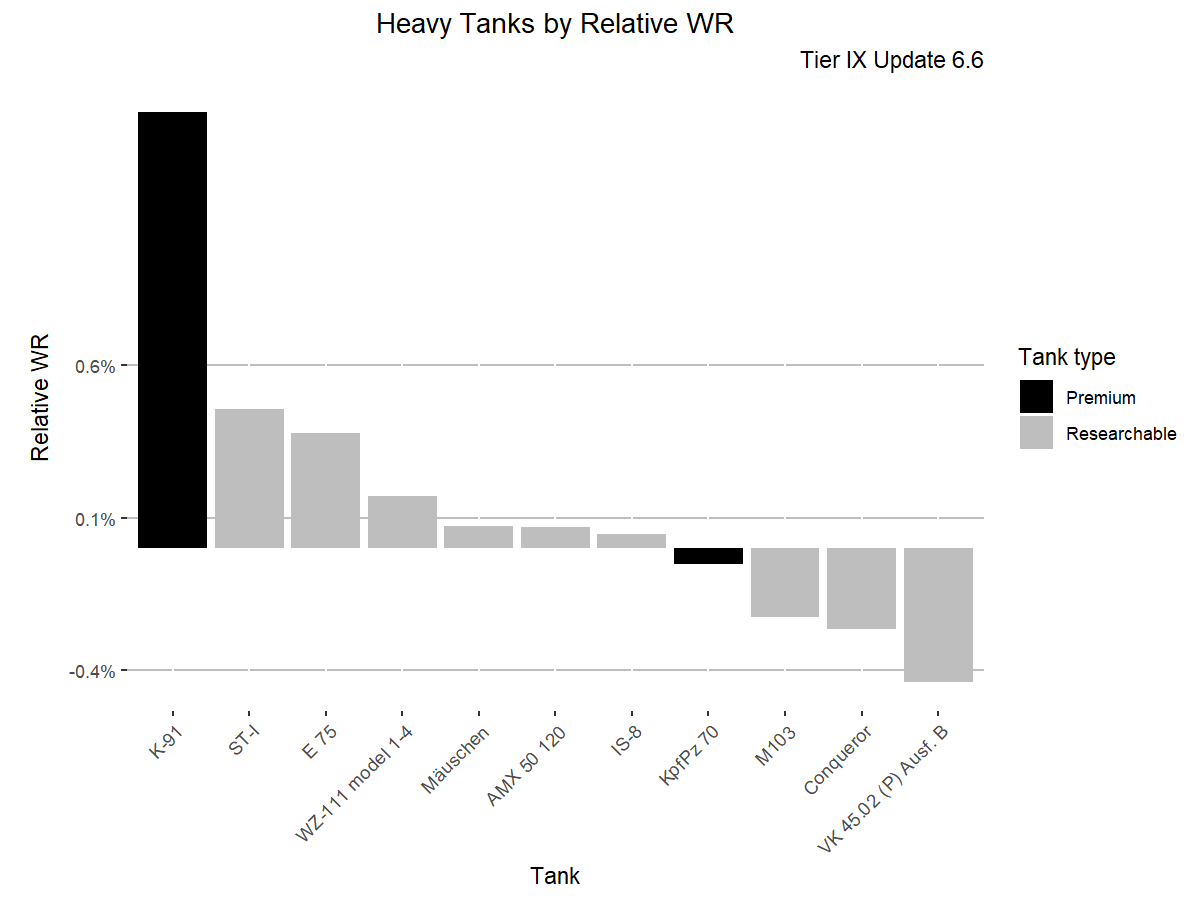 Heavy Tanks by Relative WR
Tier IX Update 6.6
Relative WR
0.6%
0.1%
-0.4%
K-91
ST-I
E 75
WZ-111 model 1-4
Mäuschen
AMX 50 120
IS-8
KpfPz 70
M103
Conqueror
VK 45.02 (P) Ausf. B
Tank
Tank type
Premium
Researchable